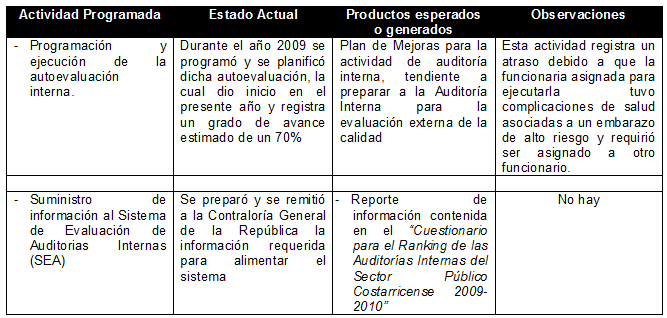 Actividad Programada
Estado Actual
Productos esperados
o generados
Observaciones
- Programación y
ejecución de la
autoevaluación
interna.
Durante el año 2009 se
programó y se planificó
dicha autoevaluación, la
cual dio inicio en el
presente año y registra
un grado de avance
estimado de un 70%
Plan de Mejoras para la
actividad de auditoría
interna, tendiente a
preparar a la Auditoría
Interna para la
evaluación externa de la
calidad
Esta actividad registra un
atraso debido a que la
funcionaria asignada para
ejecutarla tuvo
complicaciones de salud
asociadas a un embarazo
de alto riesgo y requirió
ser asignado a otro
funcionario.
- Suministro de
información al Sistema
de Evaluación de
Auditorias Internas
(SEA)
Se preparó y se remitió
a la Contraloría General
de la República la
información requerida
para alimentar el
sistema
- Reporte de
información contenida
en el “Cuestionario
para el Ranking de las
Auditorías Internas del
Sector Público
Costarricense 2009-
2010”
No hay